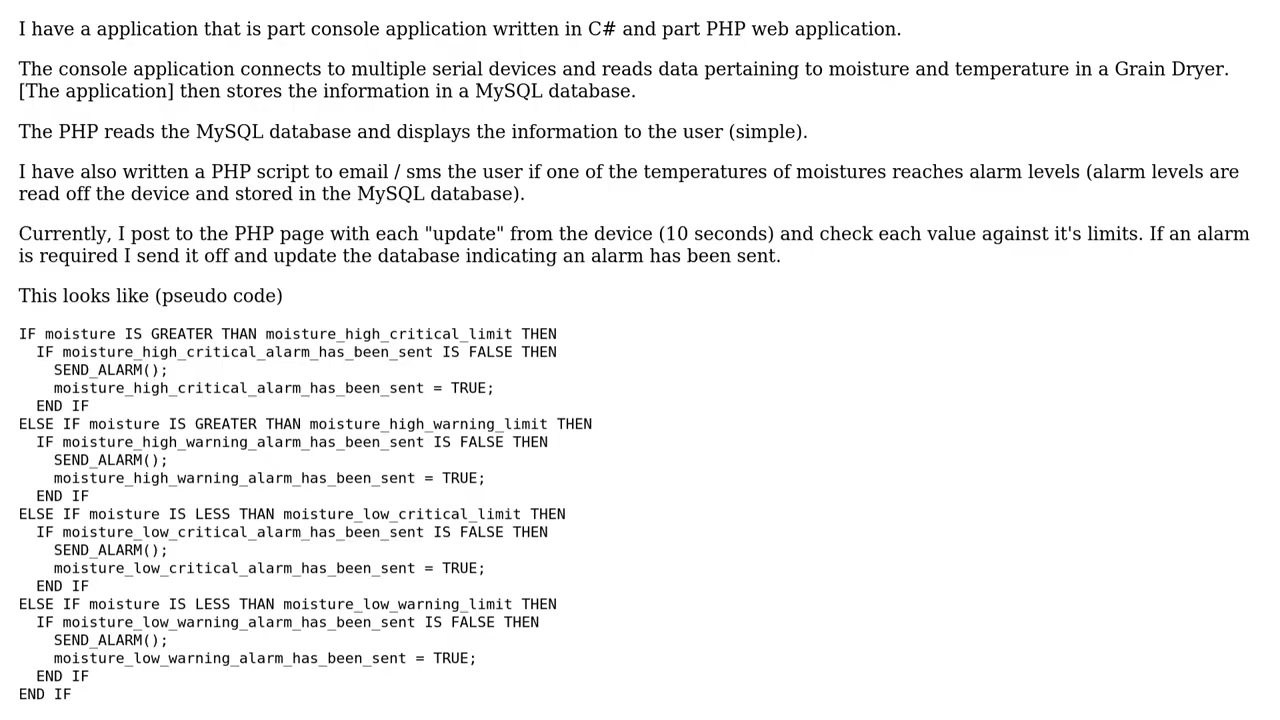 I have a application that is part console application written in C# and part PHP web application.
The console application connects to multiple serial devices and reads data pertaining to moisture and temperature in a Grain Dryer.
[The application] then stores the information in a MySQL database.
The PHP reads the MySQL database and displays the information to the user (simple).
I have also written a PHP script to email / sms the user if one of the temperatures of moistures reaches alarm levels (alarm levels are
read off the device and stored in the MySQL database).
Currently, I post to the PHP page with each "update" from the device (10 seconds) and check each value against it's limits. If an alarm
is required I send it off and update the database indicating an alarm has been sent.
This looks like (pseudo code)
IF moisture IS GREATER THAN moisture_high_critical_limit THEN
  IF moisture_high_critical_alarm_has_been_sent IS FALSE THEN
    SEND_ALARM();
    moisture_high_critical_alarm_has_been_sent = TRUE;
  END IF
ELSE IF moisture IS GREATER THAN moisture_high_warning_limit THEN
  IF moisture_high_warning_alarm_has_been_sent IS FALSE THEN
    SEND_ALARM();
    moisture_high_warning_alarm_has_been_sent = TRUE;
  END IF
ELSE IF moisture IS LESS THAN moisture_low_critical_limit THEN
  IF moisture_low_critical_alarm_has_been_sent IS FALSE THEN
    SEND_ALARM();
    moisture_low_critical_alarm_has_been_sent = TRUE;
  END IF
ELSE IF moisture IS LESS THAN moisture_low_warning_limit THEN
  IF moisture_low_warning_alarm_has_been_sent IS FALSE THEN
    SEND_ALARM();
    moisture_low_warning_alarm_has_been_sent = TRUE;
  END IF
END IF